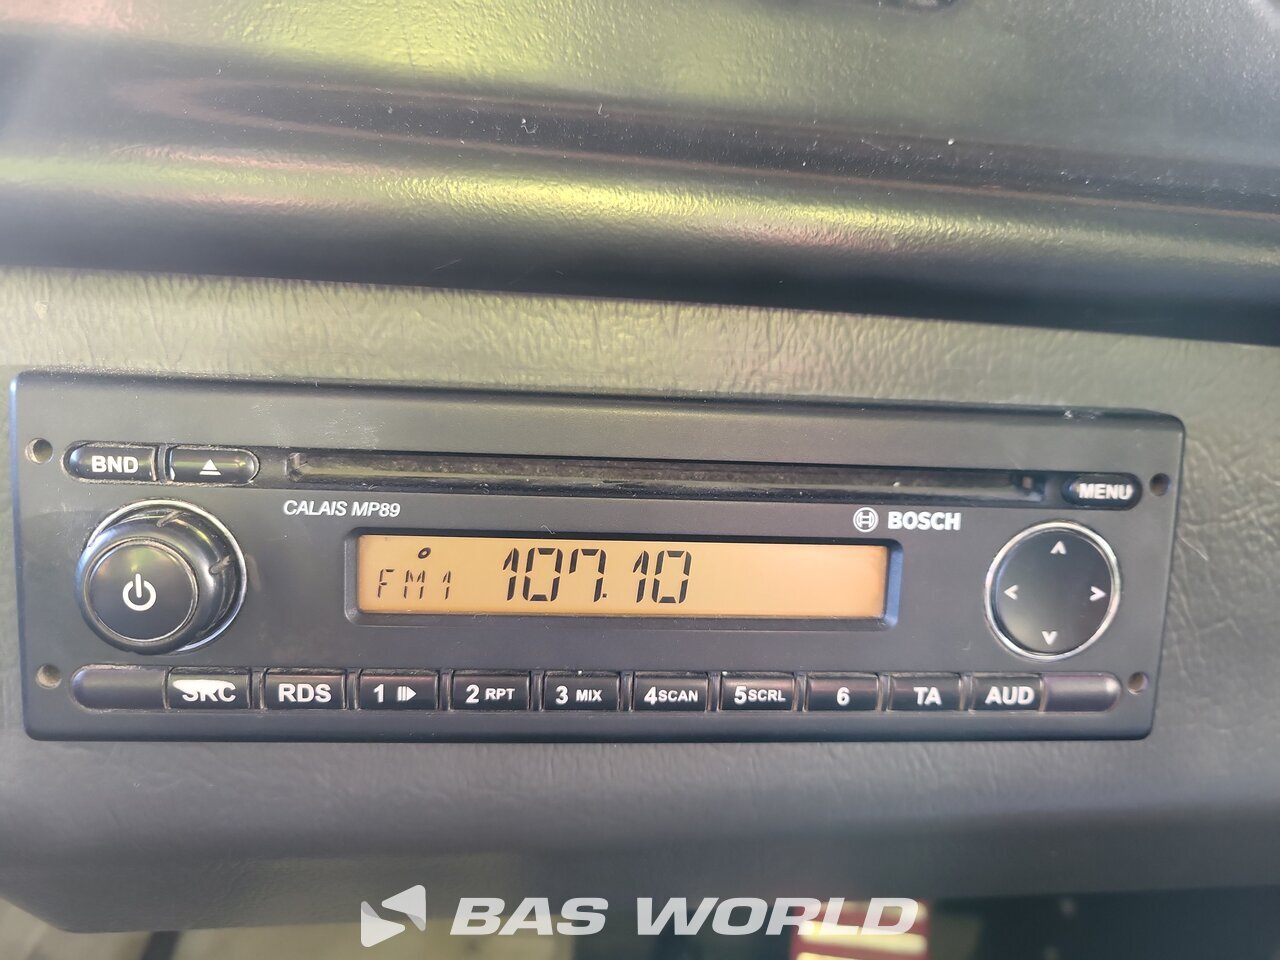 BND
MENU
CALAIS MP89
BOSCH
FM1 107.10
SRC RDS 1 2 RPT 3 MIX 4SCAN 5SCRL 6 TA AUD
BAS WORLD